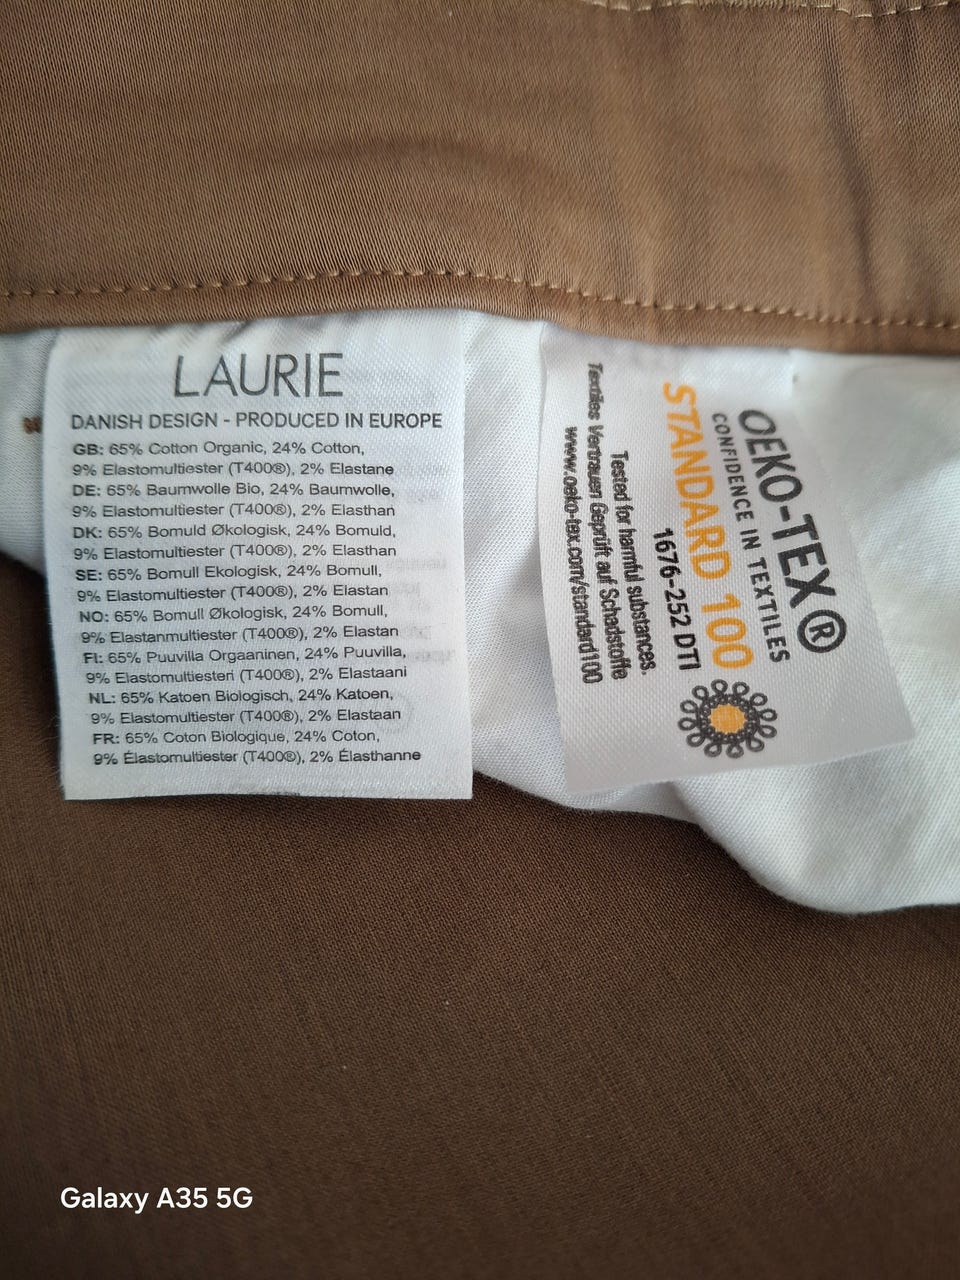 LAURIE
DANISH DESIGN - PRODUCED IN EUROPE
GB: 65% Cotton Organic, 24% Cotton,
9% Elastomultiester (T400®), 2% Elastane
DE: 65% Baumwolle Bio, 24% Baumwolle,
9% Elastomultiester (T400®), 2% Elasthan
DK: 65% Bomuld Økologisk, 24% Bomuld,
9% Elastomultiester (T400®), 2% Elasthan
SE: 65% Bomull Ekologisk, 24% Bomull,
9% Elastomultiester (T400®), 2% Elastan
NO: 65% Bomull Økologisk, 24% Bomull,
9% Elastanmultiester (T400®), 2% Elastan
FI: 65% Puuvilla Orgaaninen, 24% Puuvilla,
9% Elastomultiesteri (T400®), 2% Elastaani
NL: 65% Katoen Biologisch, 24% Katoen,
9% Elastomultiester (T400®), 2% Elastaan
FR: 65% Coton Biologique, 24% Coton,
9% Élastomultiester (T400®), 2% Élasthanne
OEKO-TEX®
CONFIDENCE IN TEXTILES
STANDARD 100
1676-252 DTI
Tested for harmful substances.
Textiles Vertrauen Geprüft auf Schadstoffe
www.oeko-tex.com/standard100
Galaxy A35 5G